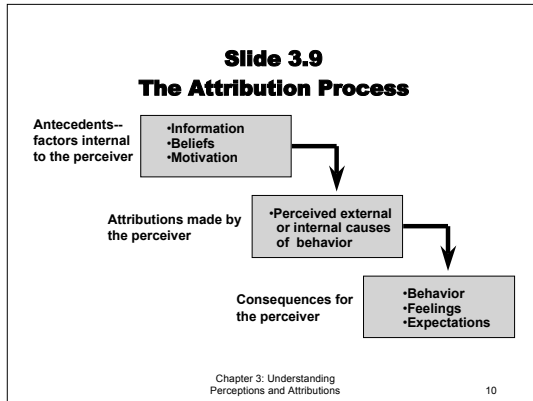 Slide 3.9
The Attribution Process
Antecedents--
factors internal
to the perceiver
•Information
•Beliefs
•Motivation
Attributions made by
the perceiver
•Perceived external
or internal causes
of behavior
Consequences for
the perceiver
•Behavior
•Feelings
•Expectations
Chapter 3: Understanding
Perceptions and Attributions
10